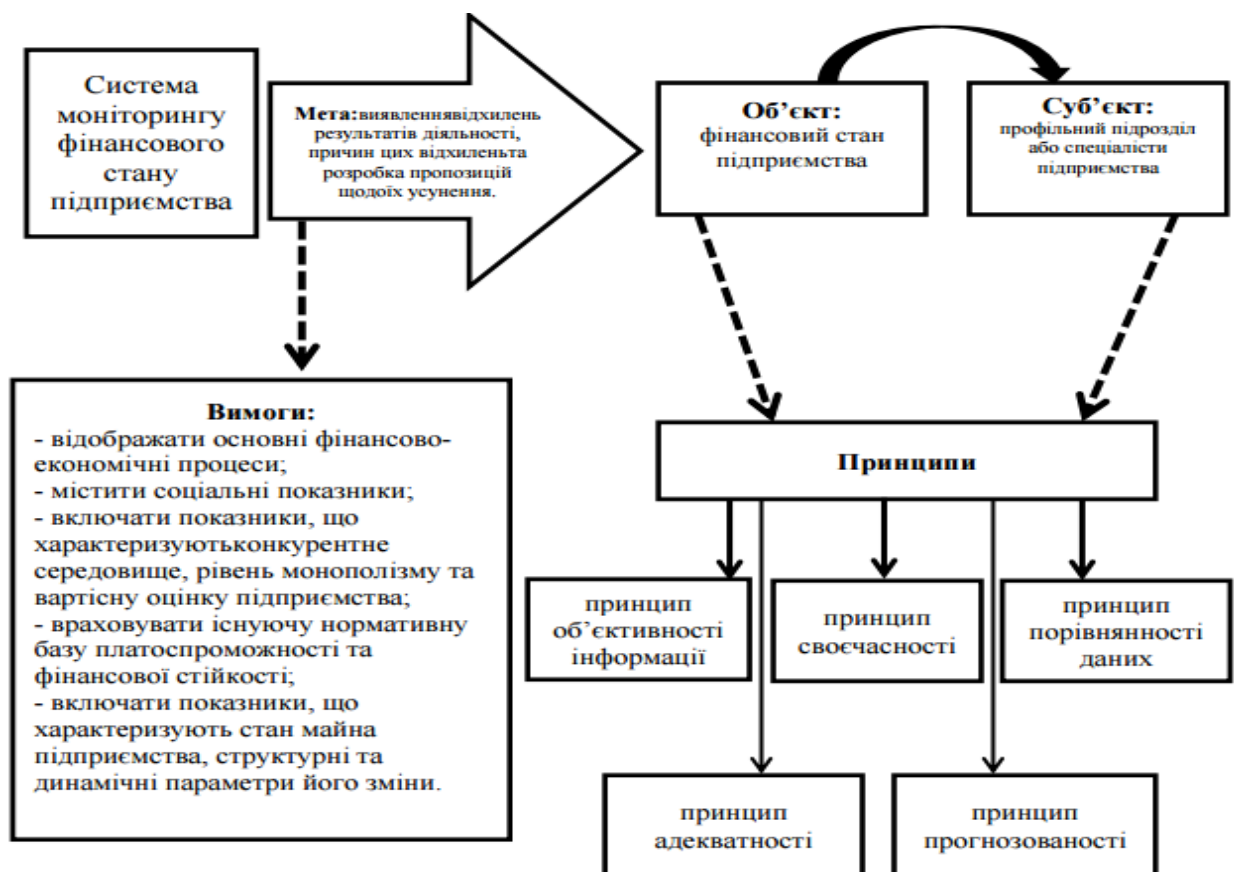 Система
моніторингу
фінансового
стану
підприємства
Мета:виявленнявідхилень
результатів діяльності,
причин цих відхиленьта
розробка пропозицій
щодоїх усунення.
Об’єкт:
фінансовий стан
підприємства
Суб’єкт:
профільний підрозділ
або спеціалісти
підприємства
Вимоги:
- відображати основні фінансово-
економічні процеси;
- містити соціальні показники;
- включати показники, що
характеризуютьконкурентне
середовище, рівень монополізму та
вартісну оцінку підприємства;
- враховувати існуючу нормативну
базу платоспроможності та
фінансової стійкості;
- включати показники, що
характеризують стан майна
підприємства, структурні та
динамічні параметри його зміни.
Принципи
принцип
об’єктивності
інформації
принцип
своєчасності
принцип
порівнянності
даних
принцип
адекватності
принцип
прогнозованості